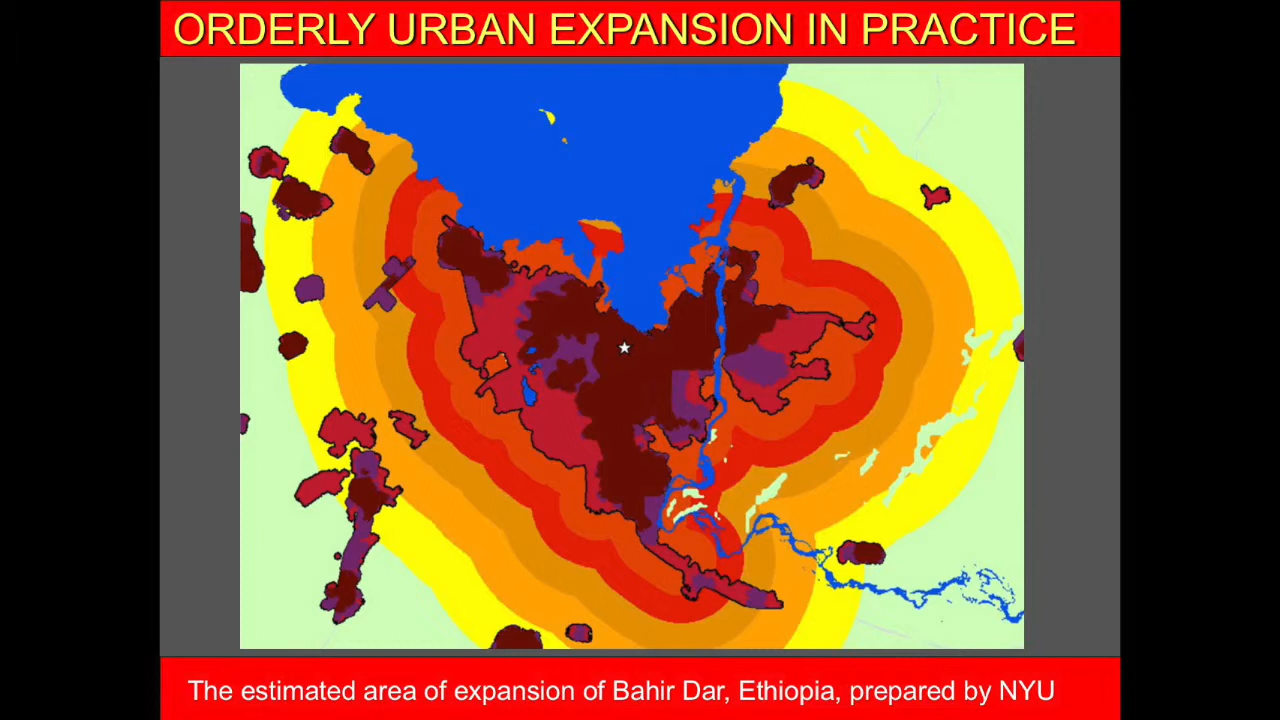 ORDERLY URBAN EXPANSION IN PRACTICE
The estimated area of expansion of Bahir Dar, Ethiopia, prepared by NYU